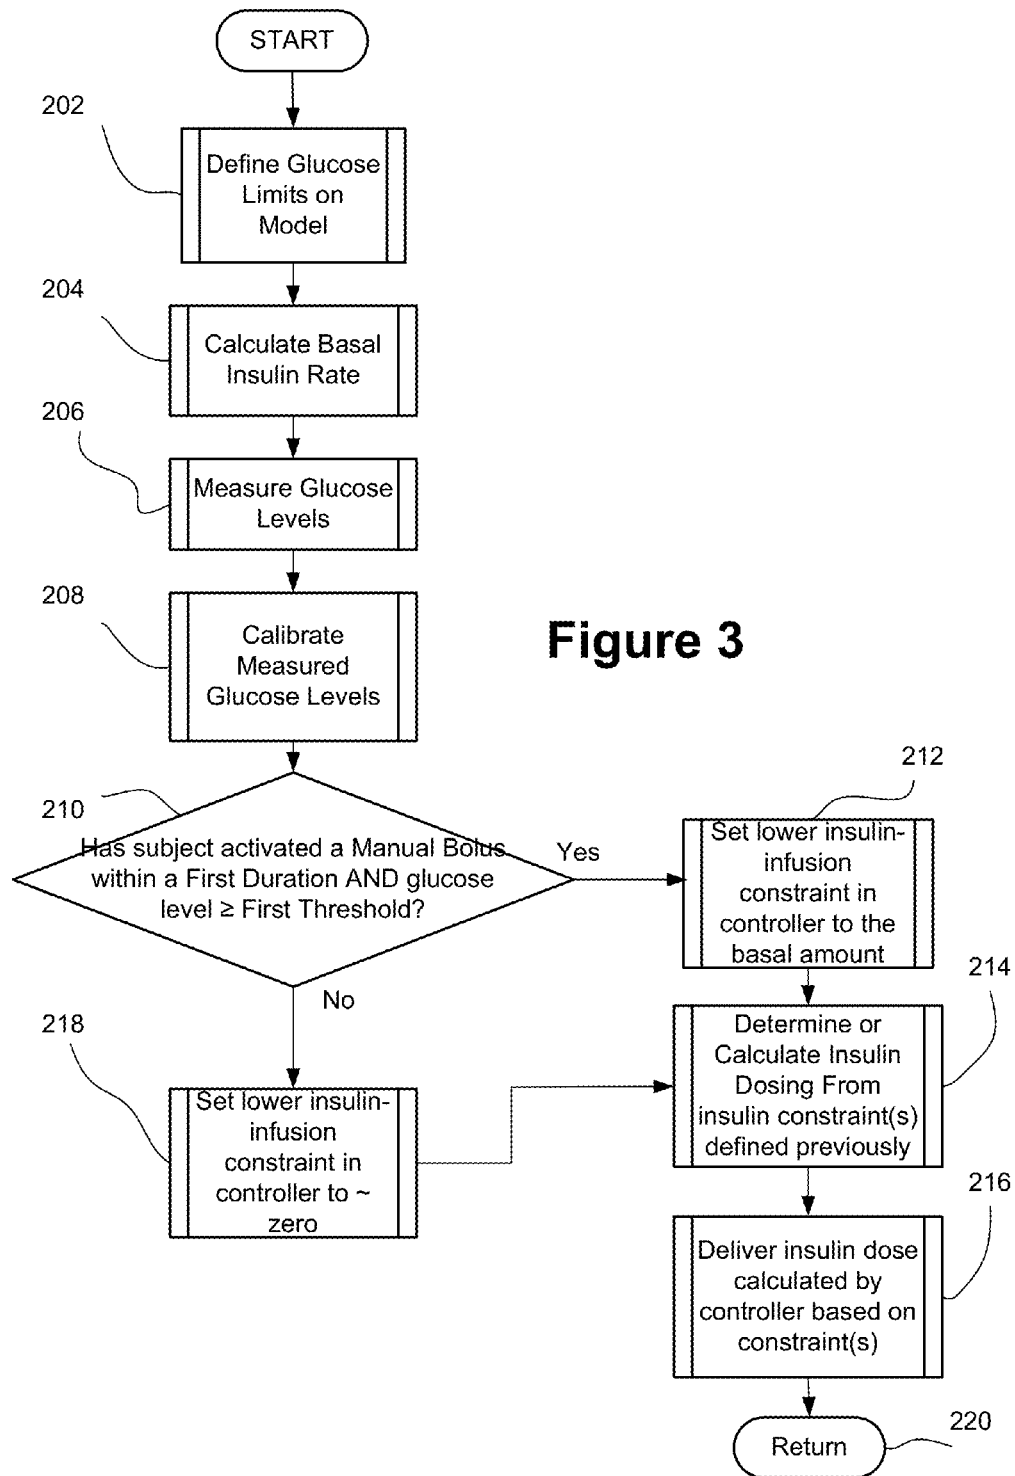 START
202
Define Glucose
Limits on
Model
204
Calculate Basal
Insulin Rate
206
Measure Glucose
Levels
208
Calibrate
Measured
Glucose Levels
Figure 3
210
Has subject activated a Manual Bolus
within a First Duration AND glucose
level ≥ First Threshold?
Yes
No
212
Set lower insulin-
infusion
constraint in
controller to the
basal amount
214
Determine or
Calculate Insulin
Dosing From
insulin constraint(s)
defined previously
218
Set lower insulin-
infusion
constraint in
controller to ~
zero
216
Deliver insulin dose
calculated by
controller based on
constraint(s)
220
Return